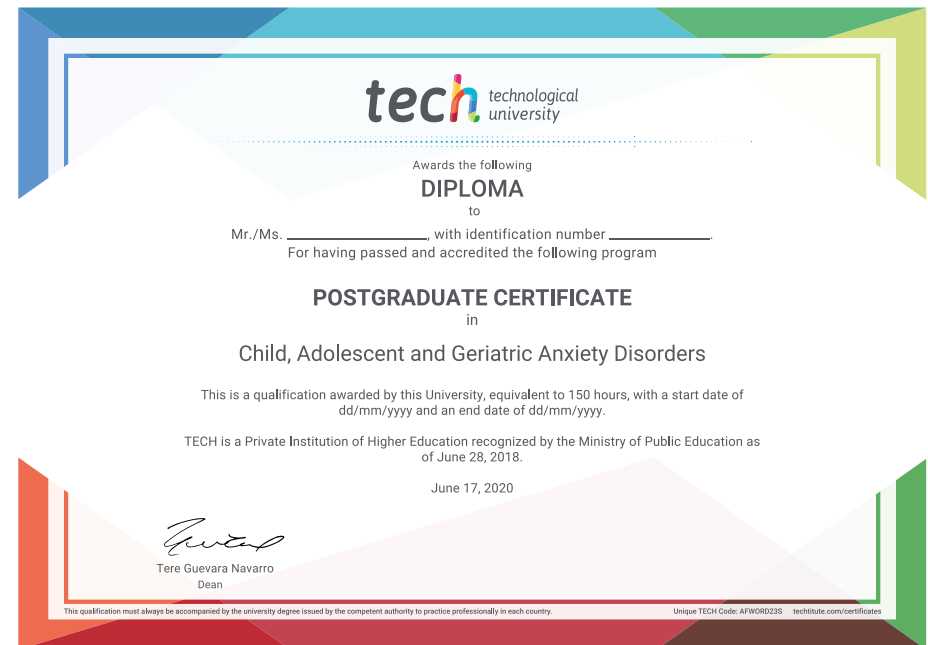 tech technological
university
Awards the following
DIPLOMA
to
Mr./Ms. ____________________, with identification number ______________.
For having passed and accredited the following program
POSTGRADUATE CERTIFICATE
in
Child, Adolescent and Geriatric Anxiety Disorders
This is a qualification awarded by this University, equivalent to 150 hours, with a start date of
dd/mm/yyyy and an end date of dd/mm/yyyy.
TECH is a Private Institution of Higher Education recognized by the Ministry of Public Education as
of June 28, 2018.
June 17, 2020
Tere Guevara Navarro
Dean
This qualification must always be accompanied by the university degree issued by the competent authority to practice professionally in each country.
Unique TECH Code: AFWORD23S techtitute.com/certificates